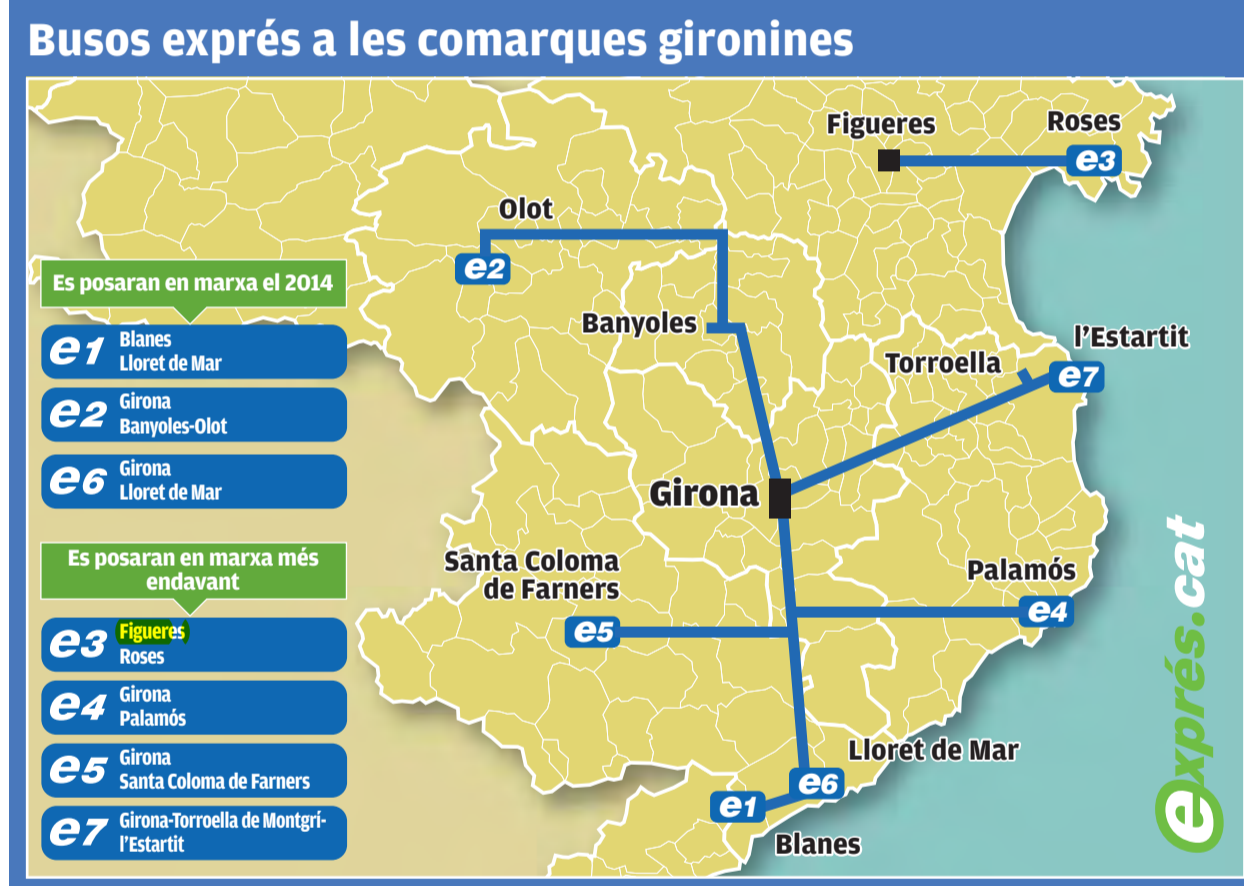 Busos exprés a les comarques gironines
Figueres
Roses
e3
Olot
e2
Es posaran en marxa el 2014
Banyoles
l'Estartit
e1
Blanes
Lloret de Mar
Torroella
e7
e2
Girona
Banyoles-Olot
e6
Girona
Lloret de Mar
Girona
Es posaran en marxa més
endavant
Santa Coloma
de Farners
Palamós
e5
e4
e3
Figueres
Roses
e4
Girona
Palamós
e5
Girona
Santa Coloma de Farners
e7
Girona-Torroella de Montgrí-
l'Estartit
Lloret de Mar
e6
e1
Blanes
exprés.cat